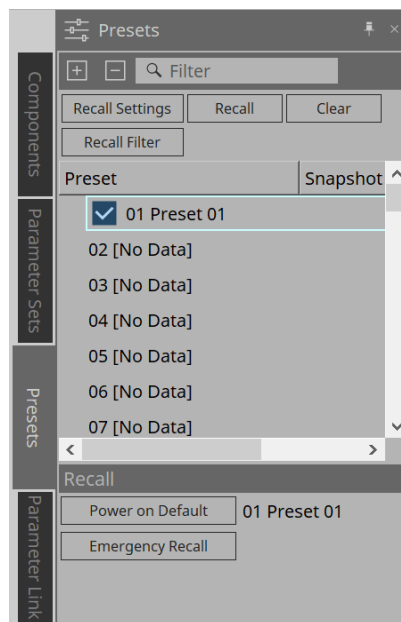 Presets
Filter
Recall Settings Recall Clear
Recall Filter
Preset Snapshot
01 Preset 01
02 [No Data]
03 [No Data]
04 [No Data]
05 [No Data]
06 [No Data]
07 [No Data]
Recall
Power on Default 01 Preset 01
Emergency Recall
Components
Parameter Sets
Presets
Parameter Link